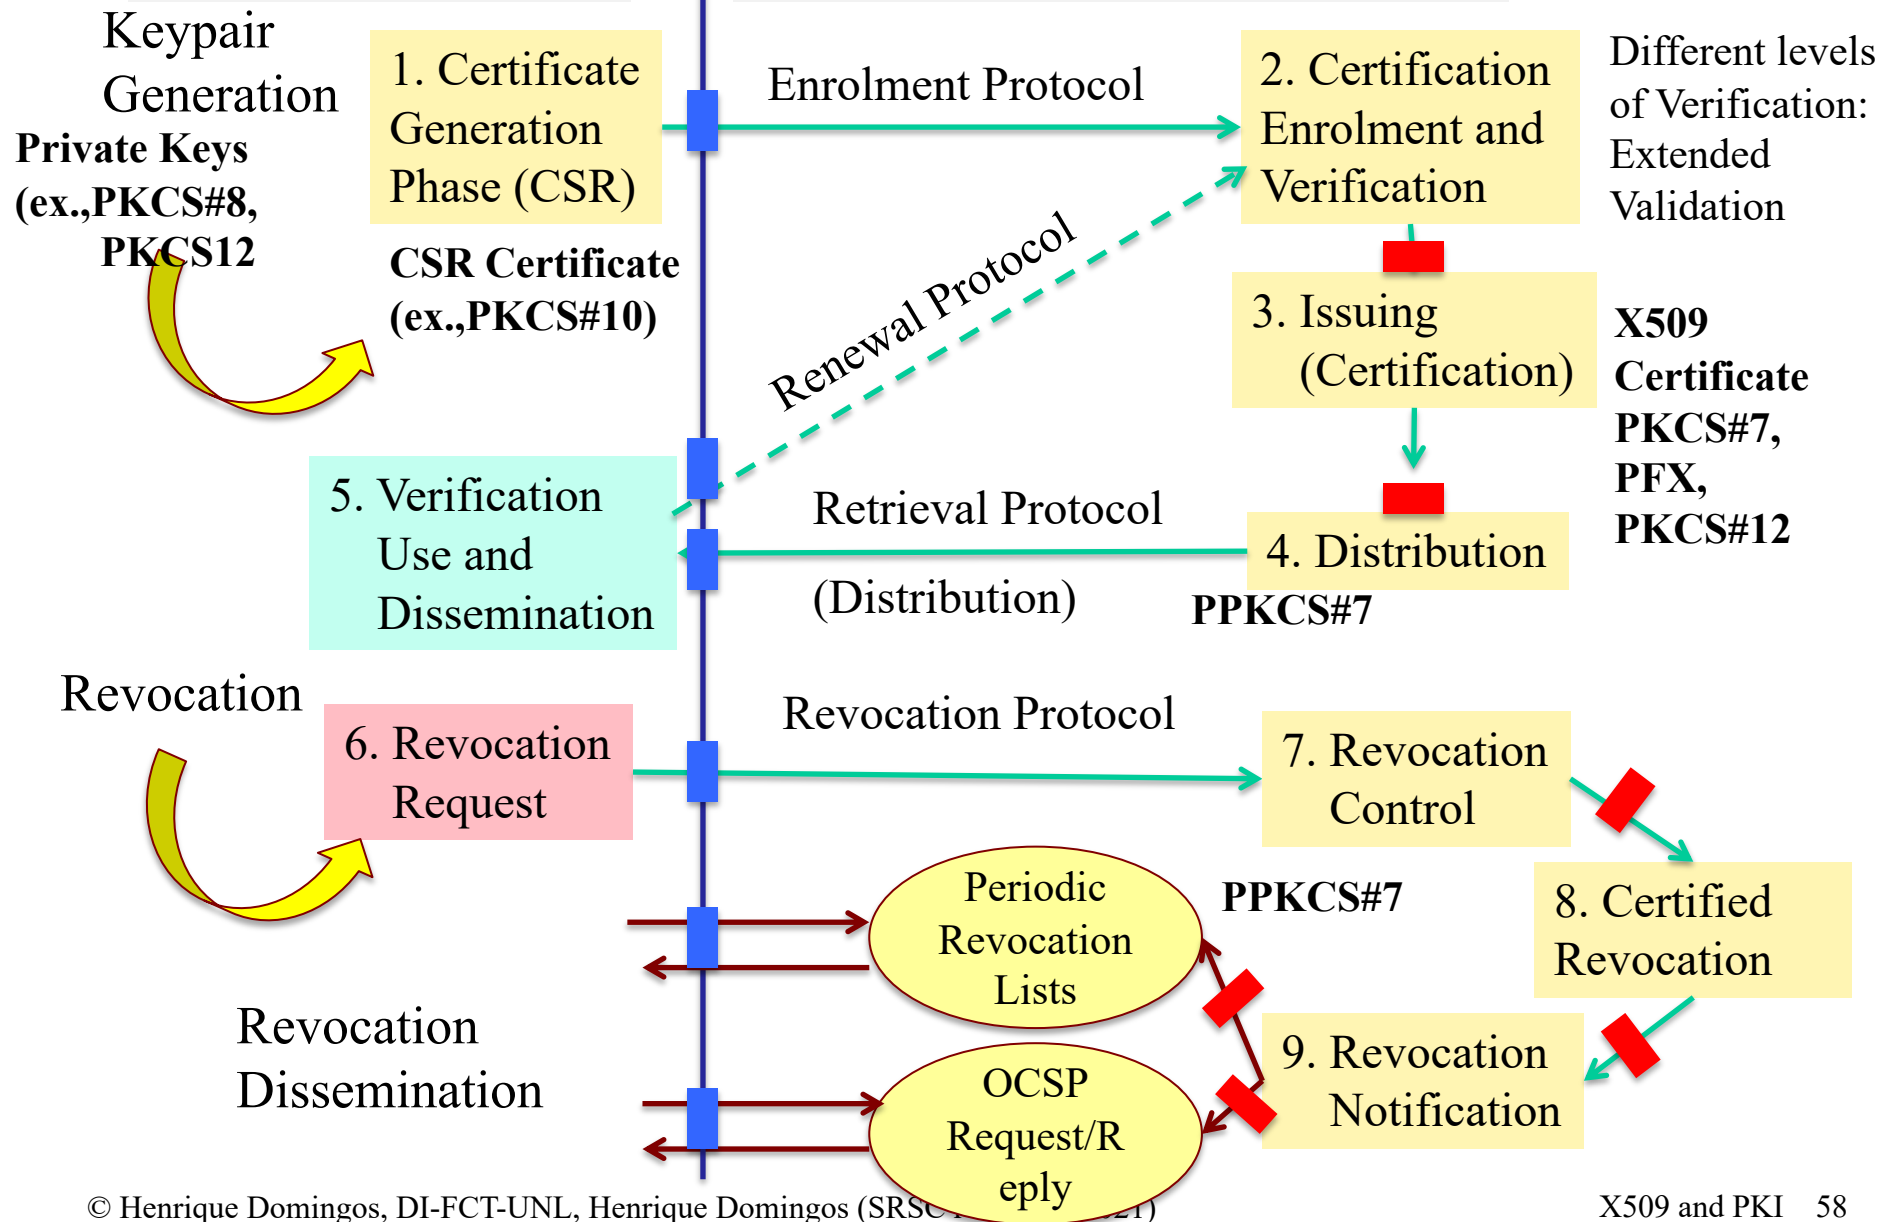 Keypair
Generation
Private Keys
(ex.,PKCS#8,
PKCS12
1. Certificate
Generation
Phase (CSR)
CSR Certificate
(ex.,PKCS#10)
Enrolment Protocol
2. Certification
Enrolment and
Verification
Different levels
of Verification:
Extended
Validation
Renewal Protocol
3. Issuing
(Certification)
X509
Certificate
PKCS#7,
PFX,
PKCS#12
5. Verification
Use and
Dissemination
Retrieval Protocol
(Distribution)
4. Distribution
PPKCS#7
Revocation
6. Revocation
Request
Revocation Protocol
7. Revocation
Control
Periodic
Revocation
Lists
PPKCS#7
8. Certified
Revocation
Revocation
Dissemination
OCSP
Request/R
eply
9. Revocation
Notification
© Henrique Domingos, DI-FCT-UNL, Henrique Domingos
X509 and PKI 58